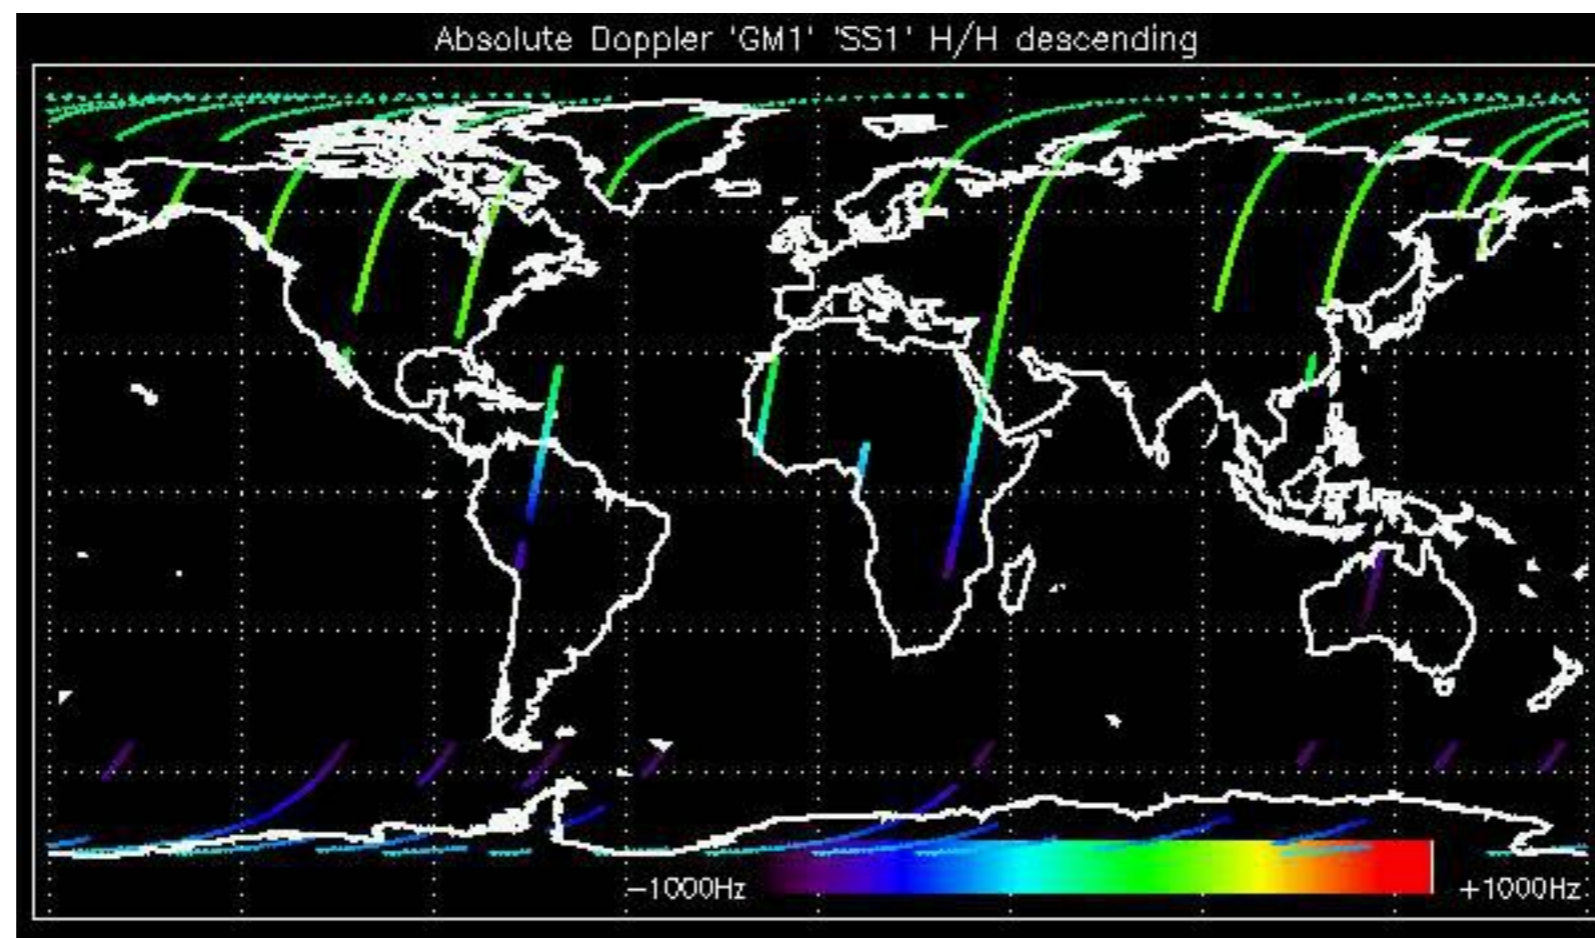 Absolute Doppler 'GM1' 'SS1' H/H descending
−1000Hz
+1000Hz